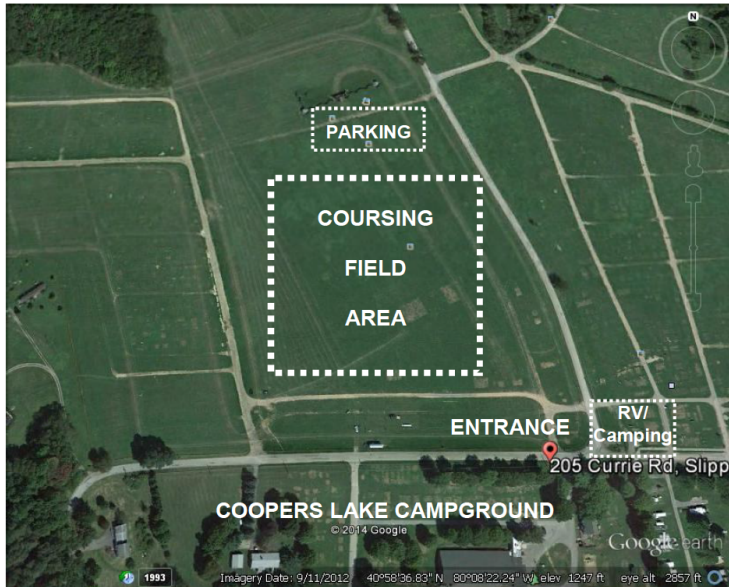 N
PARKING
COURSING
FIELD
AREA
RV/
Camping
ENTRANCE
205 Currie Rd, Slipp
COOPERS LAKE CAMPGROUND
© 2014 Google
Google earth
1993
Imagery Date: 9/11/2012 40°58'36.83" N 80°08'22.24" W elev 1247 ft eye alt 2857 ft